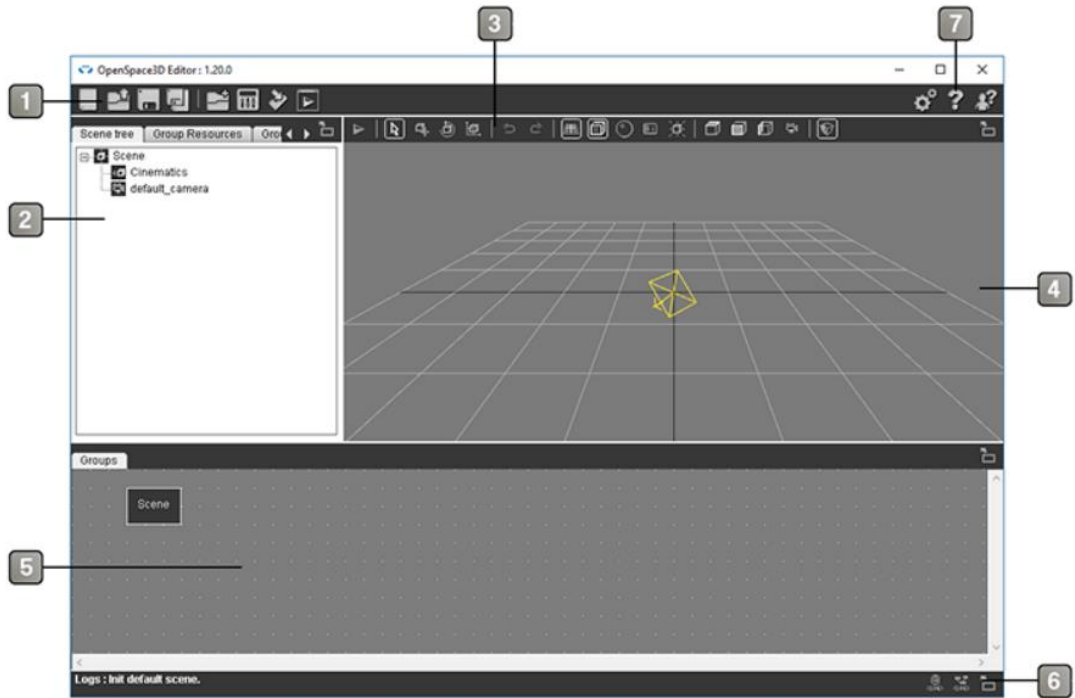 3
7
OpenSpace3D Editor : 1.20.0
1
Scene tree
Group Resources
Scene
Cinematics
default_camera
2
4
Groups
Scene
5
Logs : Init default scene.
6